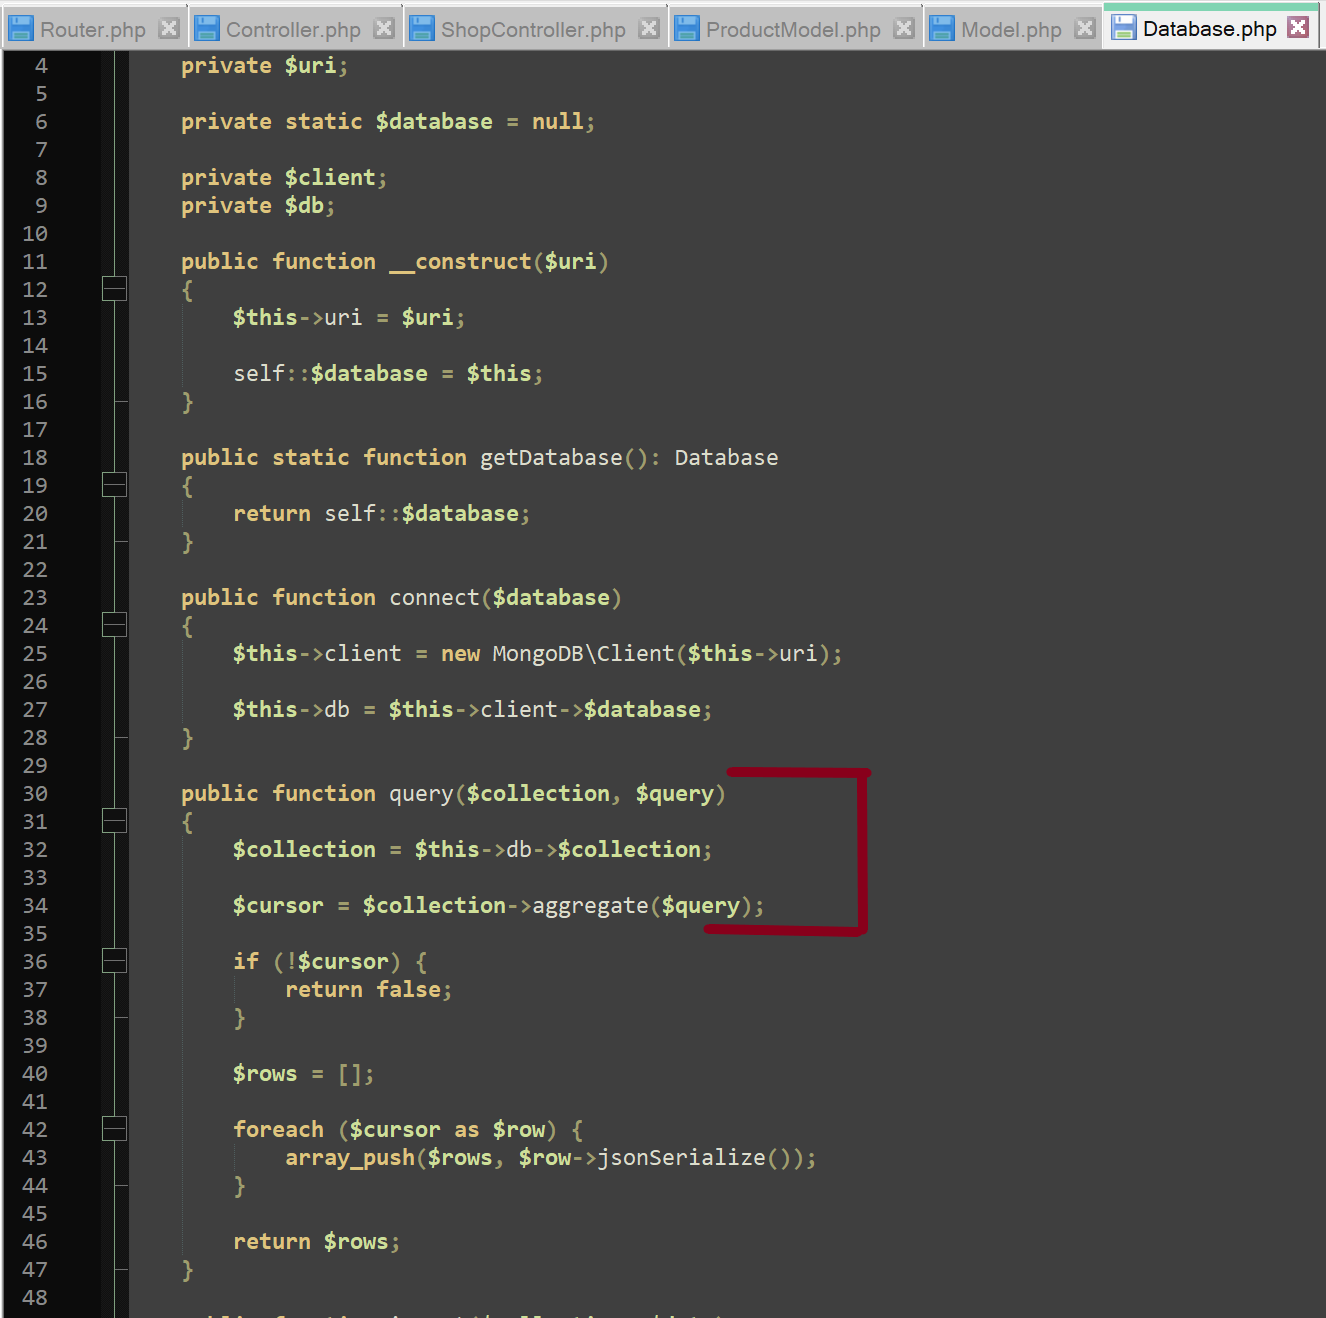 Router.php Controller.php ShopController.php ProductModel.php Model.php Database.php
4 private $uri;
5
6 private static $database = null;
7
8 private $client;
9 private $db;
10
11 public function __construct($uri)
12 {
13 $this->uri = $uri;
14
15 self::$database = $this;
16 }
17
18 public static function getDatabase(): Database
19 {
20 return self::$database;
21 }
22
23 public function connect($database)
24 {
25 $this->client = new MongoDB\Client($this->uri);
26
27 $this->db = $this->client->$database;
28 }
29
30 public function query($collection, $query)
31 {
32 $collection = $this->db->$collection;
33
34 $cursor = $collection->aggregate($query);
35
36 if (!$cursor) {
37 return false;
38 }
39
40 $rows = [];
41
42 foreach ($cursor as $row) {
43 array_push($rows, $row->jsonSerialize());
44 }
45
46 return $rows;
47 }
48